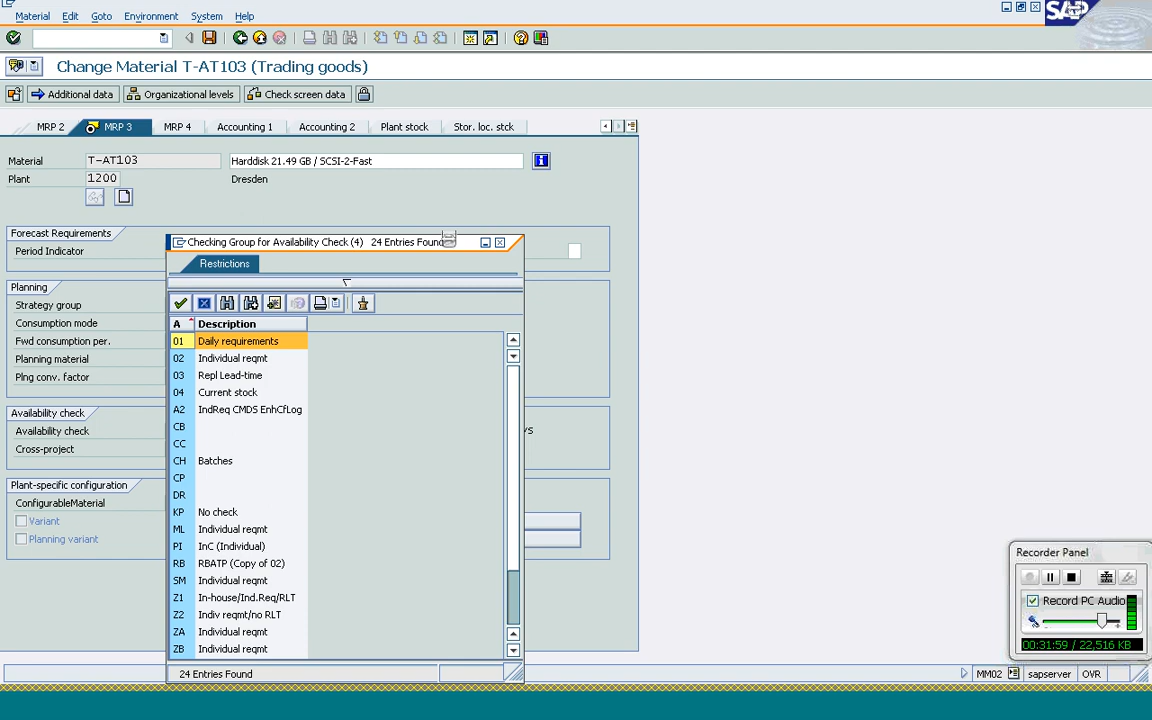 Material Edit Goto Environment System Help
SAP
Change Material T-AT103 (Trading goods)
Additional data Organizational levels Check screen data
MRP 2 MRP 3 MRP 4 Accounting 1 Accounting 2 Plant stock Stor. loc. stck
Material T-AT103 Harddisk 21.49 GB / SCSI-2-Fast
Plant 1200 Dresden
Forecast Requirements
Period Indicator
Planning
Strategy group
Consumption mode
Fwd consumption per.
Planning material
Plng conv. factor
Availability check
Availability check
Cross-project
Plant-specific configuration
ConfigurableMaterial
Variant
Planning variant
Checking Group for Availability Check (4) 24 Entries Found
Restrictions
A Description
01 Daily requirements
02 Individual reqmt
03 Repl Lead-time
04 Current stock
A2 IndReq CMDS EnhCfLog
CB
CC
CH Batches
CP
DR
KP No check
ML Individual reqmt
PI InC (Individual)
RB RBATP (Copy of 02)
SM Individual reqmt
Z1 In-house/Ind.Req/RLT
Z2 Indiv reqmt/no RLT
ZA Individual reqmt
ZB Individual reqmt
24 Entries Found
Recorder Panel
Record PC Audio
00:31:59 / 22,516 KB
MM02 sapserver OVR